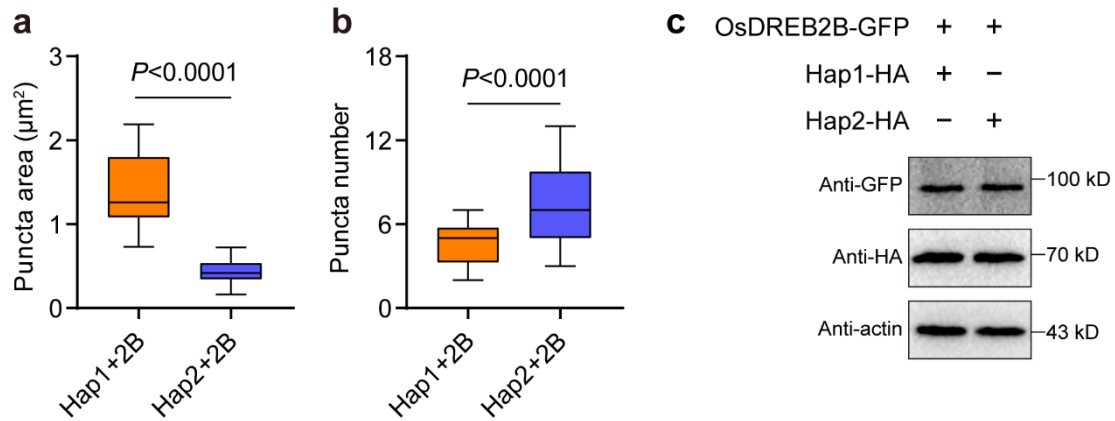 a
Puncta area (μm²)
3
2
1
0
P<0.0001
Hap1+2B
Hap2+2B
b
Puncta number
18
12
6
0
P<0.0001
Hap1+2B
Hap2+2B
c
OsDREB2B-GFP + +
Hap1-HA + −
Hap2-HA − +
Anti-GFP 100 kD
Anti-HA 70 kD
Anti-actin 43 kD